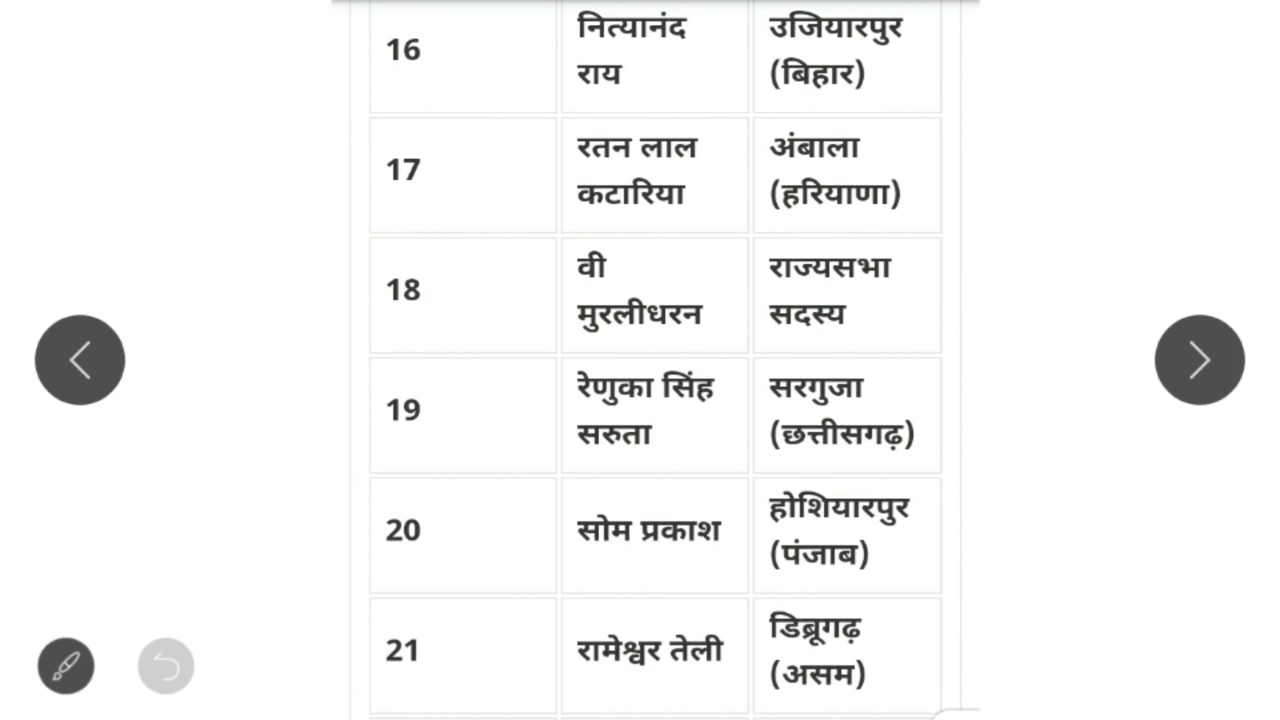 16
नित्यानंद
राय
उजियारपुर
(बिहार)
17
रतन लाल
कटारिया
अंबाला
(हरियाणा)
18
वी
मुरलीधरन
राज्यसभा
सदस्य
19
रेणुका सिंह
सरुता
सरगुजा
(छत्तीसगढ़)
20
सोम प्रकाश
होशियारपुर
(पंजाब)
21
रामेश्वर तेली
डिब्रूगढ़
(असम)